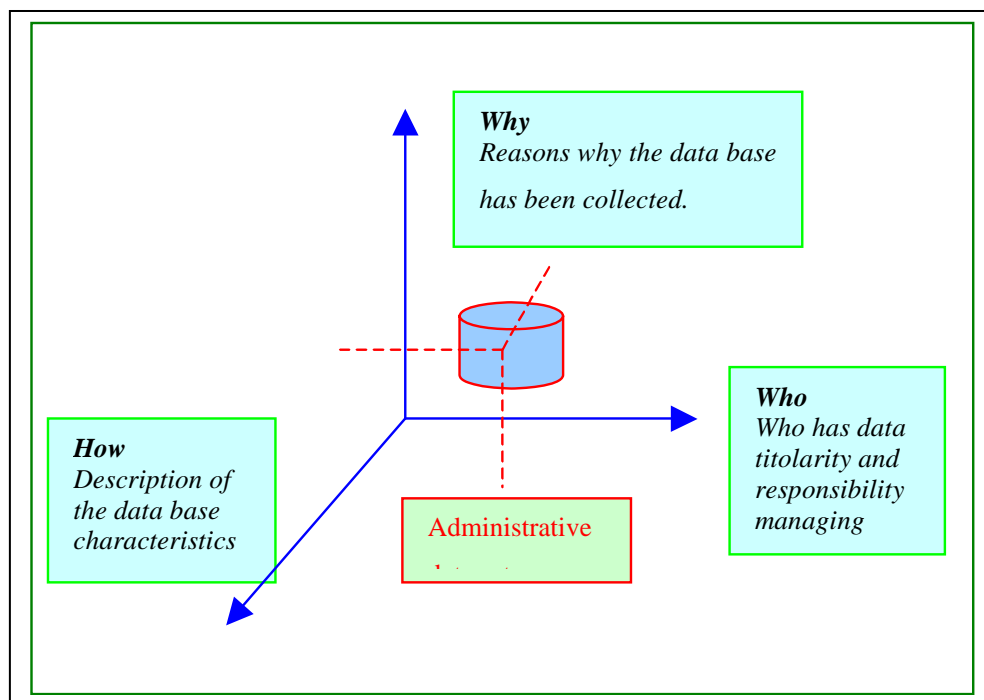 Why
Reasons why the data base
has been collected.
Who
Who has data
titolarity and
responsibility
managing
How
Description of
the data base
characteristics
Administrative